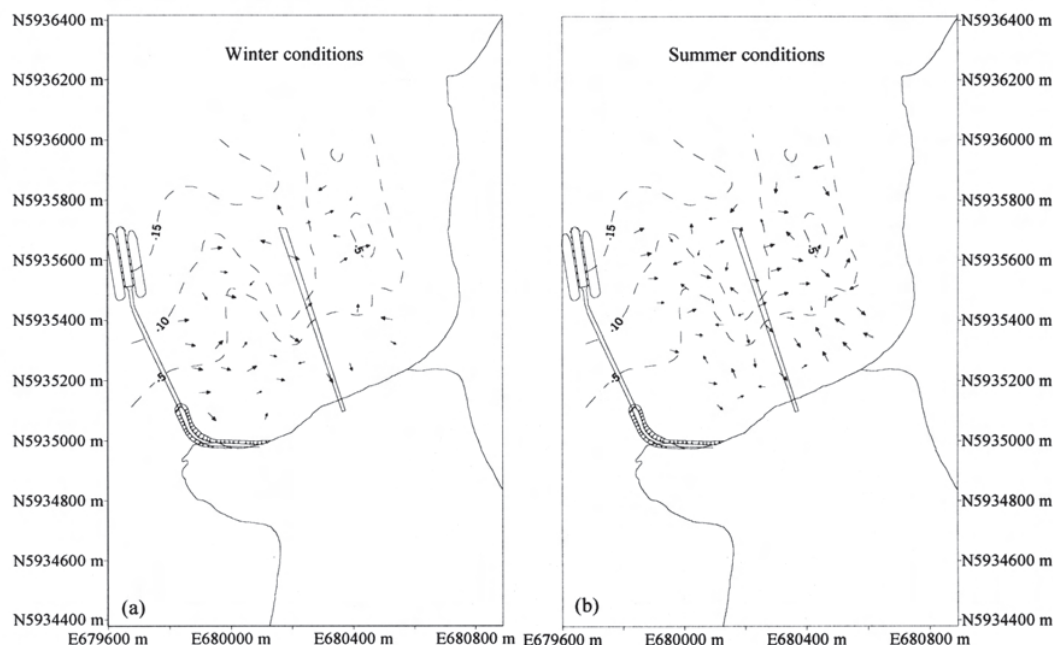 N5936400 m
N5936200 m
N5936000 m
N5935800 m
N5935600 m
N5935400 m
N5935200 m
N5935000 m
N5934800 m
N5934600 m
N5934400 m
Winter conditions
-15
-10
-5
-5
(a)
E679600 m E680000 m E680400 m E680800 m
Summer conditions
-15
-10
-5
-5
(b)
E679600 m E680000 m E680400 m E680800 m
N5936400 m
N5936200 m
N5936000 m
N5935800 m
N5935600 m
N5935400 m
N5935200 m
N5935000 m
N5934800 m
N5934600 m
N5934400 m